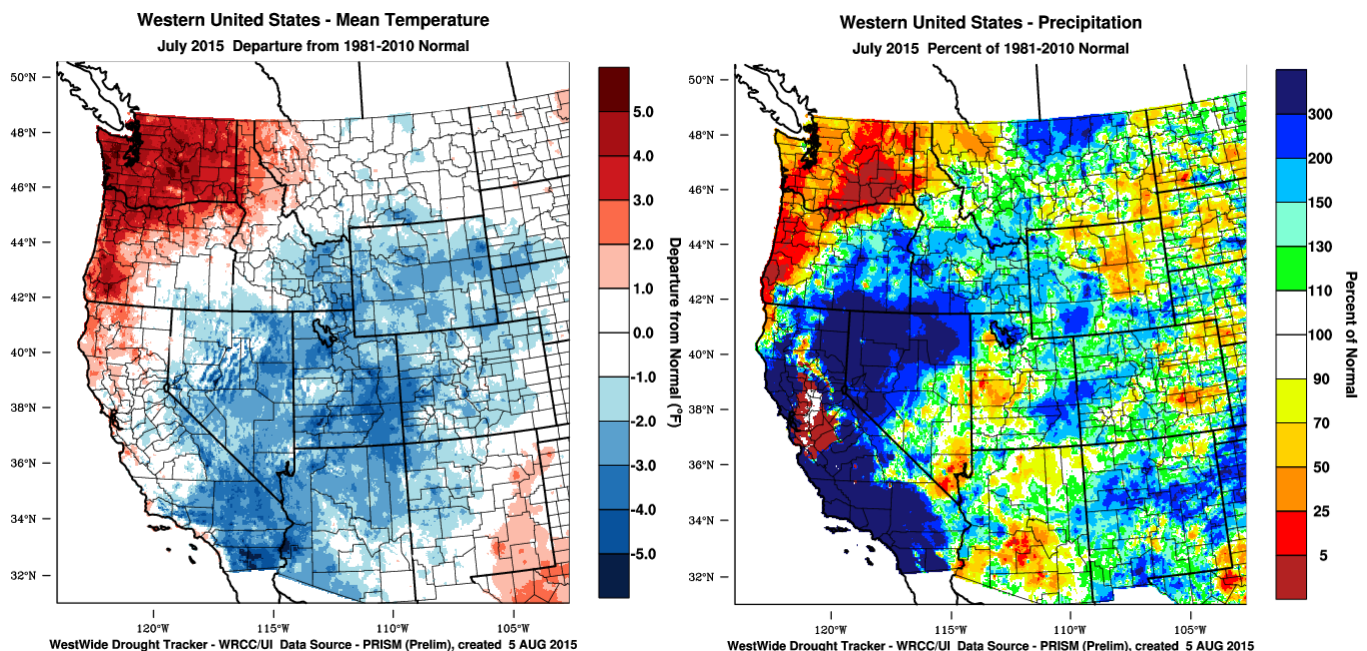 Western United States - Mean Temperature
July 2015 Departure from 1981-2010 Normal
50°N
48°N
46°N
44°N
42°N
40°N
38°N
36°N
34°N
32°N
120°W
115°W
110°W
105°W
5.0
4.0
3.0
2.0
1.0
0.0
-1.0
-2.0
-3.0
-4.0
-5.0
Departure from Normal (°F)
WestWide Drought Tracker - WRCC/UI Data Source - PRISM (Prelim), created 5 AUG 2015
Western United States - Precipitation
July 2015 Percent of 1981-2010 Normal
50°N
48°N
46°N
44°N
42°N
40°N
38°N
36°N
34°N
32°N
120°W
115°W
110°W
105°W
300
200
150
130
110
100
90
70
50
25
5
Percent of Normal
WestWide Drought Tracker - WRCC/UI Data Source - PRISM (Prelim), created 5 AUG 2015